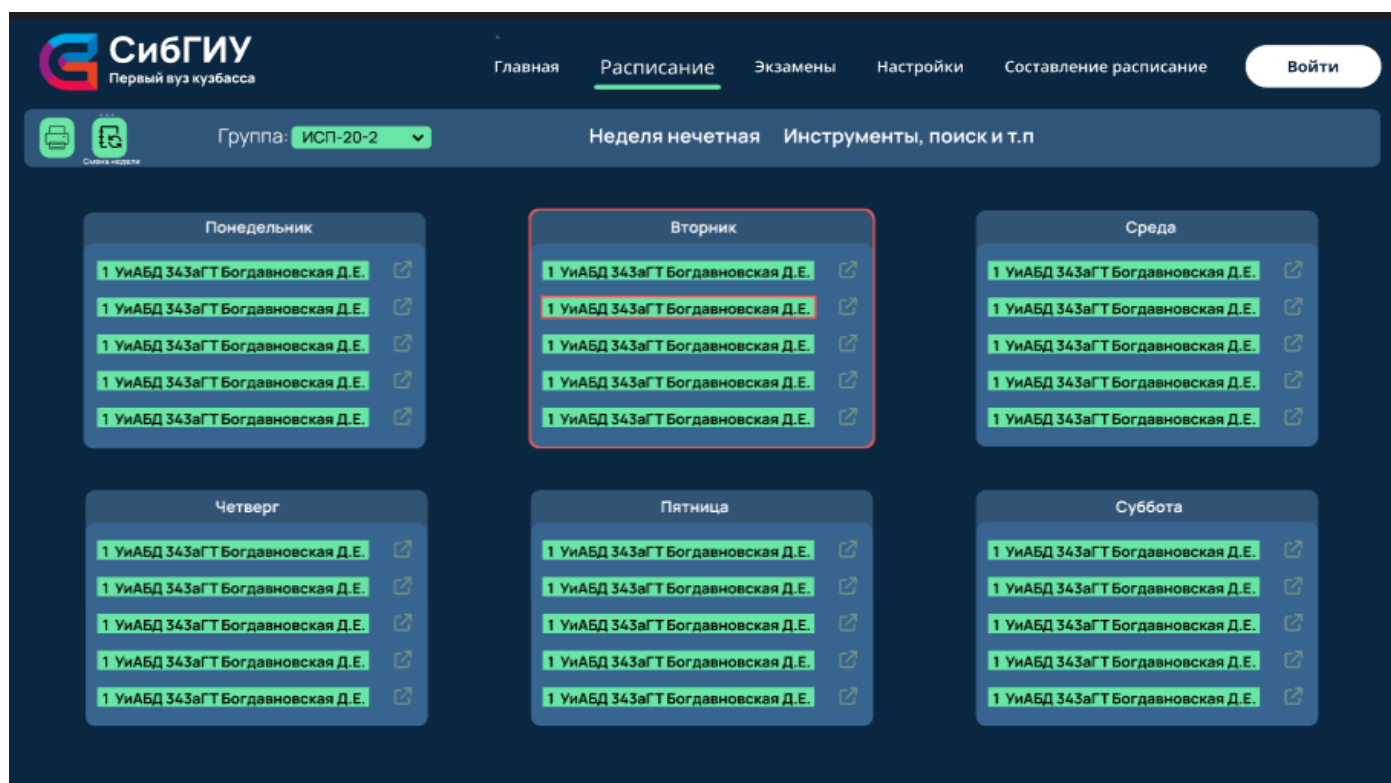 СибГИУ
Первый вуз кузбасса
Главная Расписание Экзамены Настройки Составление расписание Войти
Группа: ИСП-20-2 Неделя нечетная Инструменты, поиск и т.п
Смена недели
Понедельник
1 УиАБД 343аГТ Богдавновская Д.Е.
1 УиАБД 343аГТ Богдавновская Д.Е.
1 УиАБД 343аГТ Богдавновская Д.Е.
1 УиАБД 343аГТ Богдавновская Д.Е.
1 УиАБД 343аГТ Богдавновская Д.Е.
Вторник
1 УиАБД 343аГТ Богдавновская Д.Е.
1 УиАБД 343аГТ Богдавновская Д.Е.
1 УиАБД 343аГТ Богдавновская Д.Е.
1 УиАБД 343аГТ Богдавновская Д.Е.
1 УиАБД 343аГТ Богдавновская Д.Е.
Среда
1 УиАБД 343аГТ Богдавновская Д.Е.
1 УиАБД 343аГТ Богдавновская Д.Е.
1 УиАБД 343аГТ Богдавновская Д.Е.
1 УиАБД 343аГТ Богдавновская Д.Е.
1 УиАБД 343аГТ Богдавновская Д.Е.
Четверг
1 УиАБД 343аГТ Богдавновская Д.Е.
1 УиАБД 343аГТ Богдавновская Д.Е.
1 УиАБД 343аГТ Богдавновская Д.Е.
1 УиАБД 343аГТ Богдавновская Д.Е.
1 УиАБД 343аГТ Богдавновская Д.Е.
Пятница
1 УиАБД 343аГТ Богдавновская Д.Е.
1 УиАБД 343аГТ Богдавновская Д.Е.
1 УиАБД 343аГТ Богдавновская Д.Е.
1 УиАБД 343аГТ Богдавновская Д.Е.
1 УиАБД 343аГТ Богдавновская Д.Е.
Суббота
1 УиАБД 343аГТ Богдавновская Д.Е.
1 УиАБД 343аГТ Богдавновская Д.Е.
1 УиАБД 343аГТ Богдавновская Д.Е.
1 УиАБД 343аГТ Богдавновская Д.Е.
1 УиАБД 343аГТ Богдавновская Д.Е.